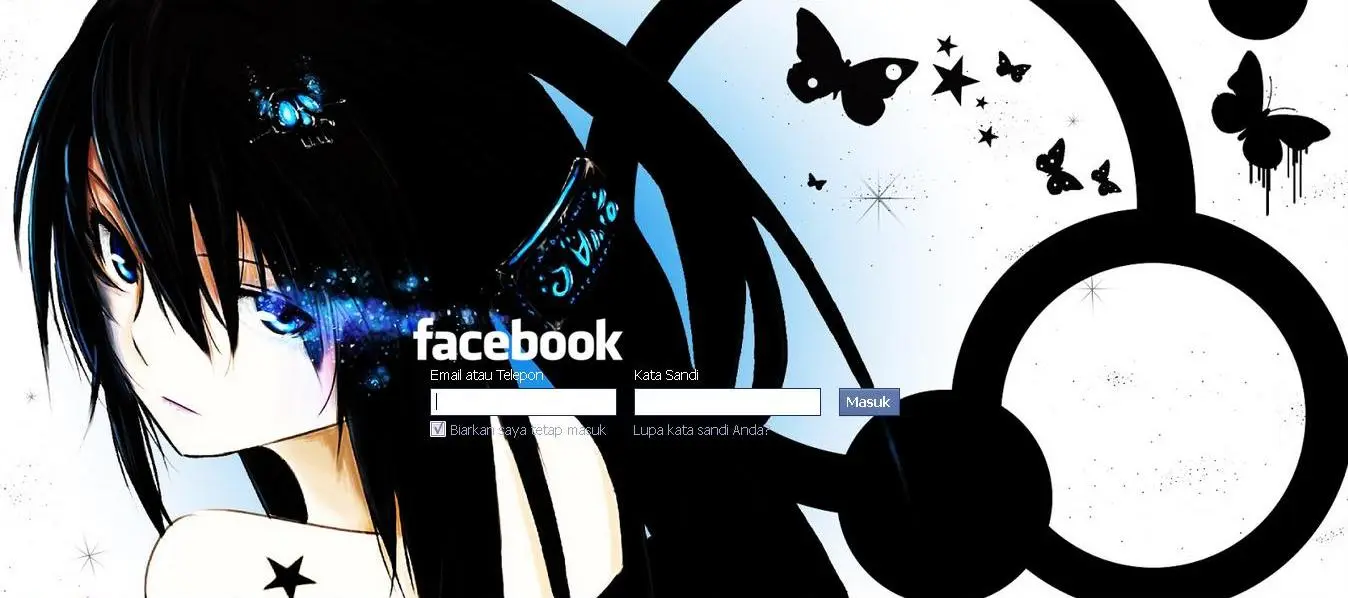 facebook
Email atau Telepon Kata Sandi
Masuk
Biarkan saya tetap masuk Lupa kata sandi Anda?